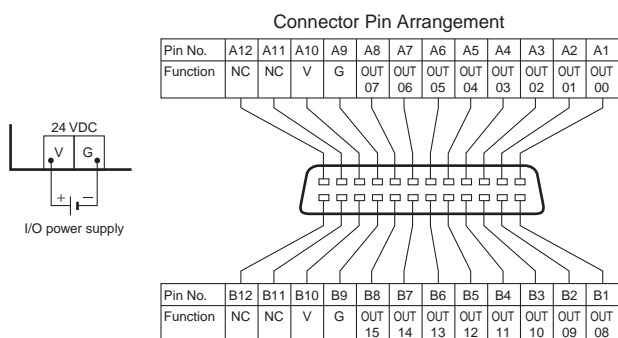 Connector Pin Arrangement
Pin No. A12 A11 A10 A9 A8 A7 A6 A5 A4 A3 A2 A1
Function NC NC V G OUT 07 OUT 06 OUT 05 OUT 04 OUT 03 OUT 02 OUT 01 OUT 00
24 VDC
V G
+ −
I/O power supply
Pin No. B12 B11 B10 B9 B8 B7 B6 B5 B4 B3 B2 B1
Function NC NC V G OUT 15 OUT 14 OUT 13 OUT 12 OUT 11 OUT 10 OUT 09 OUT 08